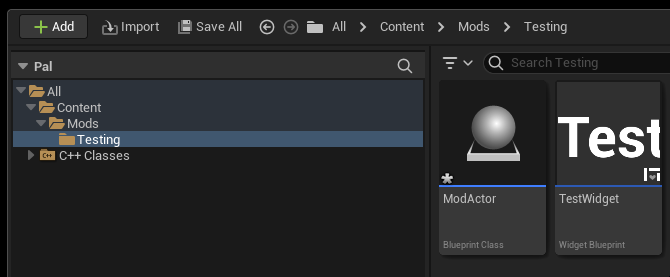 Add Import Save All All > Content > Mods > Testing
Pal
Search Testing
All
Content
Mods
Testing
C++ Classes
Test
ModActor
TestWidget
Blueprint Class
Widget Blueprint